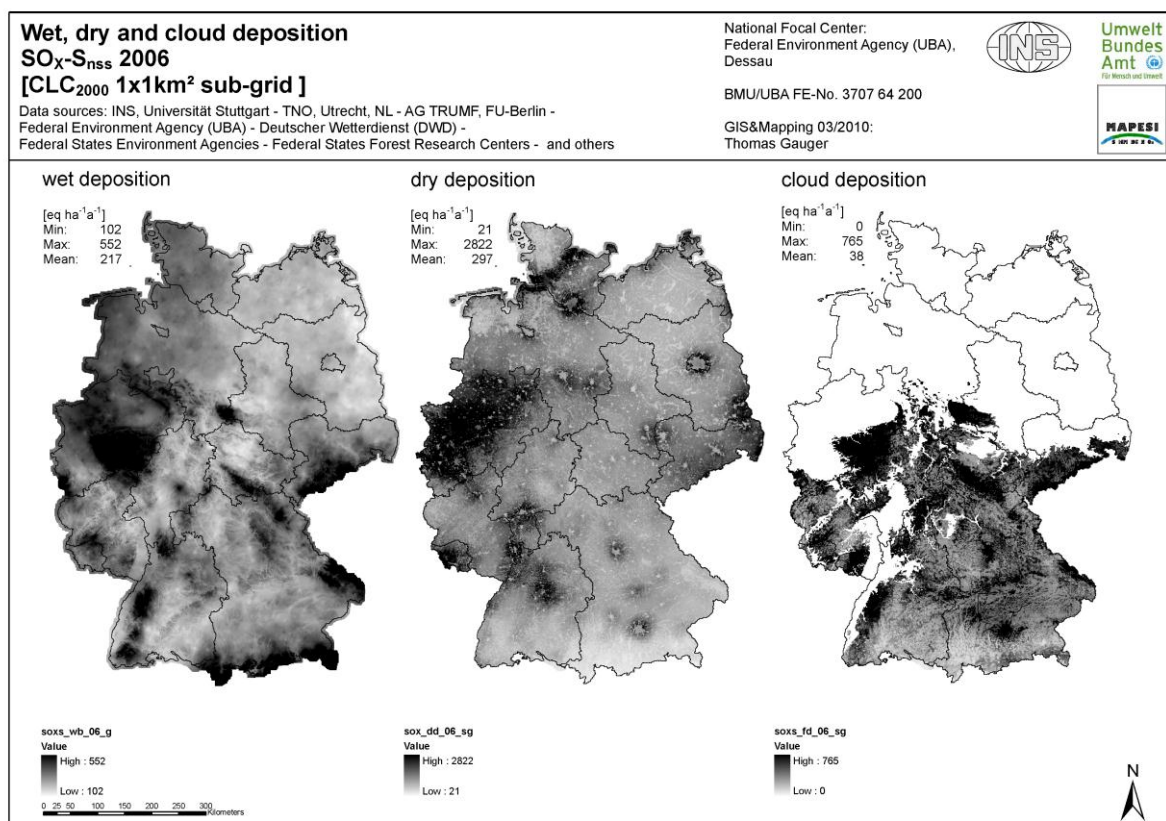 Wet, dry and cloud deposition
SOX-Snss 2006
[CLC2000 1x1km² sub-grid ]
Data sources: INS, Universität Stuttgart - TNO, Utrecht, NL - AG TRUMF, FU-Berlin -
Federal Environment Agency (UBA) - Deutscher Wetterdienst (DWD) -
Federal States Environment Agencies - Federal States Forest Research Centers - and others
National Focal Center:
Federal Environment Agency (UBA),
Dessau
BMU/UBA FE-No. 3707 64 200
GIS&Mapping 03/2010:
Thomas Gauger
INS
Umwelt
Bundes
Amt
Für Mensch und Umwelt
MAPESI
wet deposition
[eq ha-1a-1]
Min: 102
Max: 552
Mean: 217
dry deposition
[eq ha-1a-1]
Min: 21
Max: 2822
Mean: 297
cloud deposition
[eq ha-1a-1]
Min: 0
Max: 765
Mean: 38
soxs_wb_06_g
Value
High : 552
Low : 102
0 25 50 100 150 200 250 300
Kilometers
sox_dd_06_sg
Value
High : 2822
Low : 21
soxs_fd_06_sg
Value
High : 765
Low : 0
N